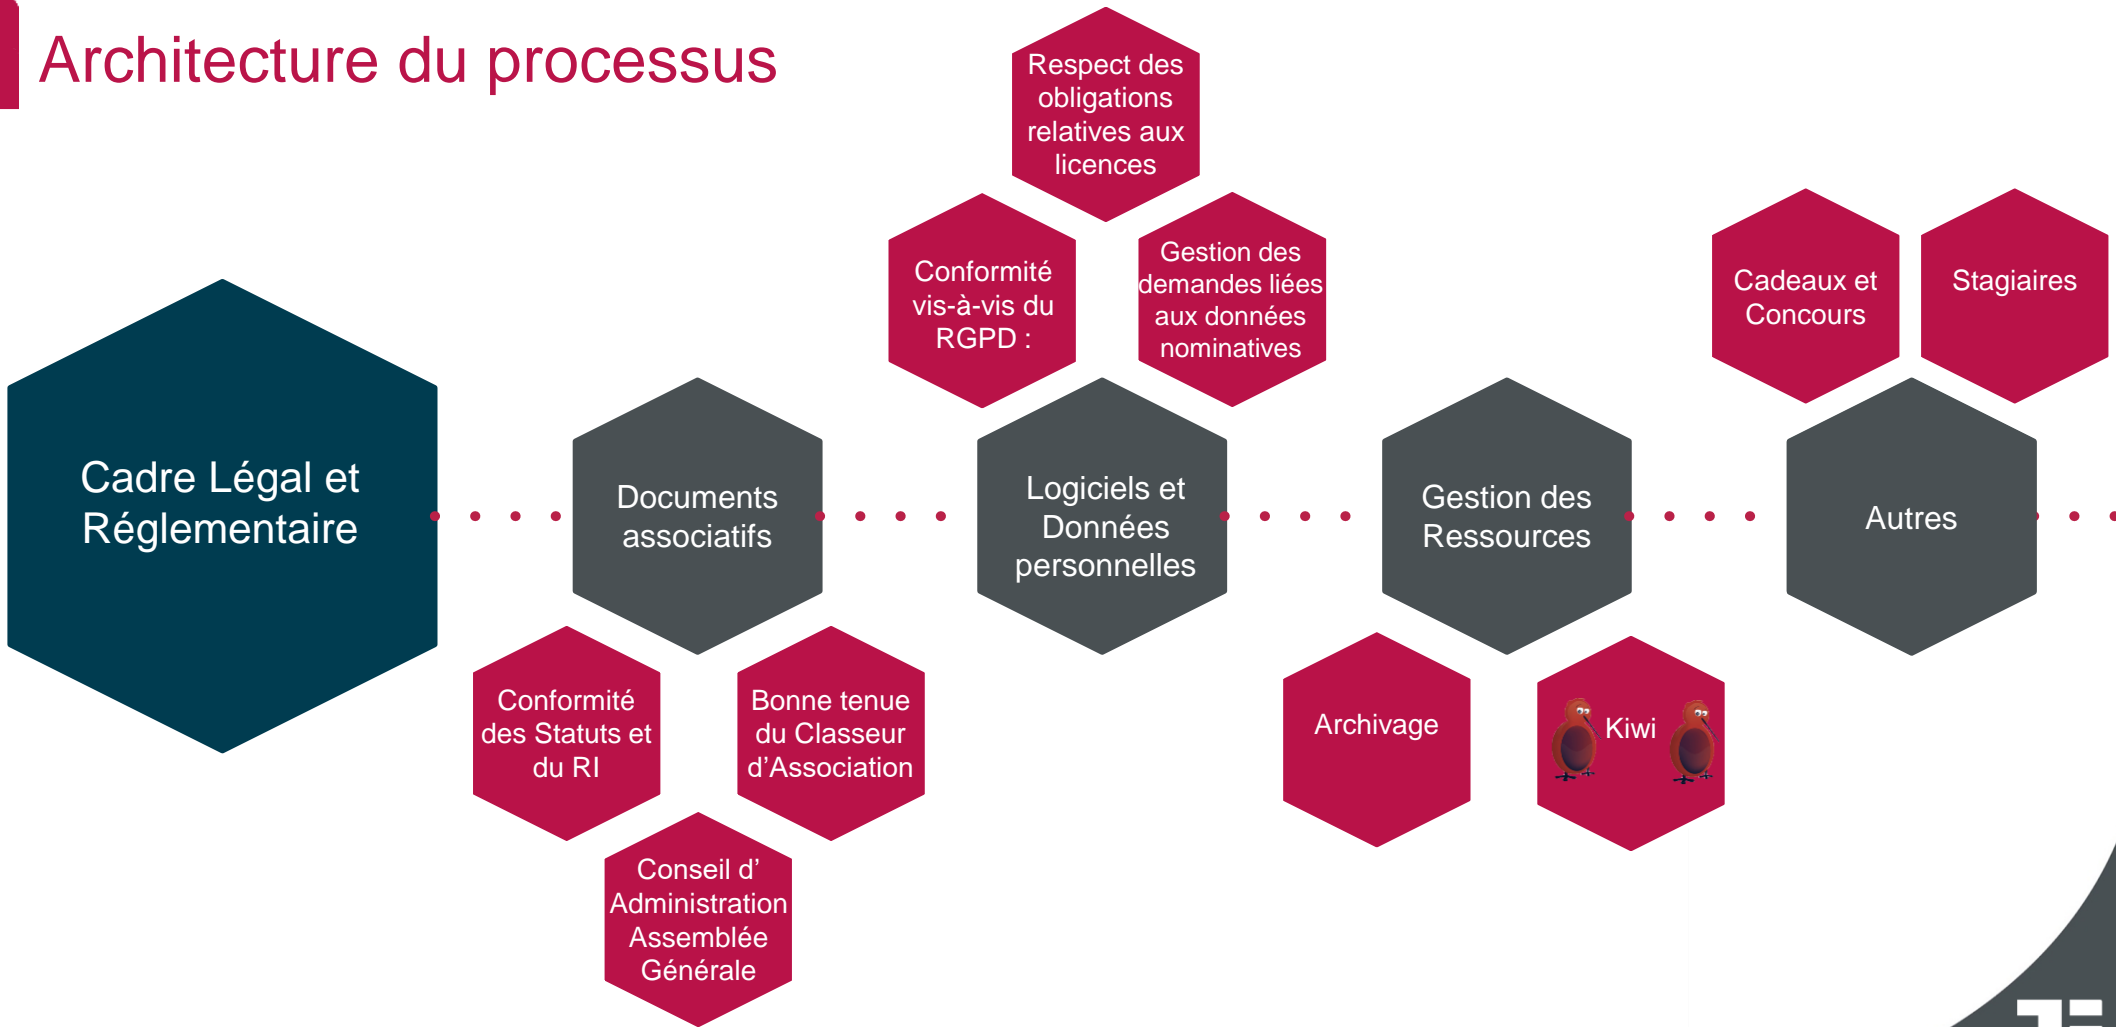 Architecture du processus
Respect des
obligations
relatives aux
licences
Conformité
vis-à-vis du
RGPD :
Gestion des
demandes liées
aux données
nominatives
Cadeaux et
Concours
Stagiaires
Cadre Légal et
Réglementaire
Documents
associatifs
Logiciels et
Données
personnelles
Gestion des
Ressources
Autres
Conformité
des Statuts et
du RI
Bonne tenue
du Classeur
d’Association
Conseil d’
Administration
Assemblée
Générale
Archivage
Kiwi